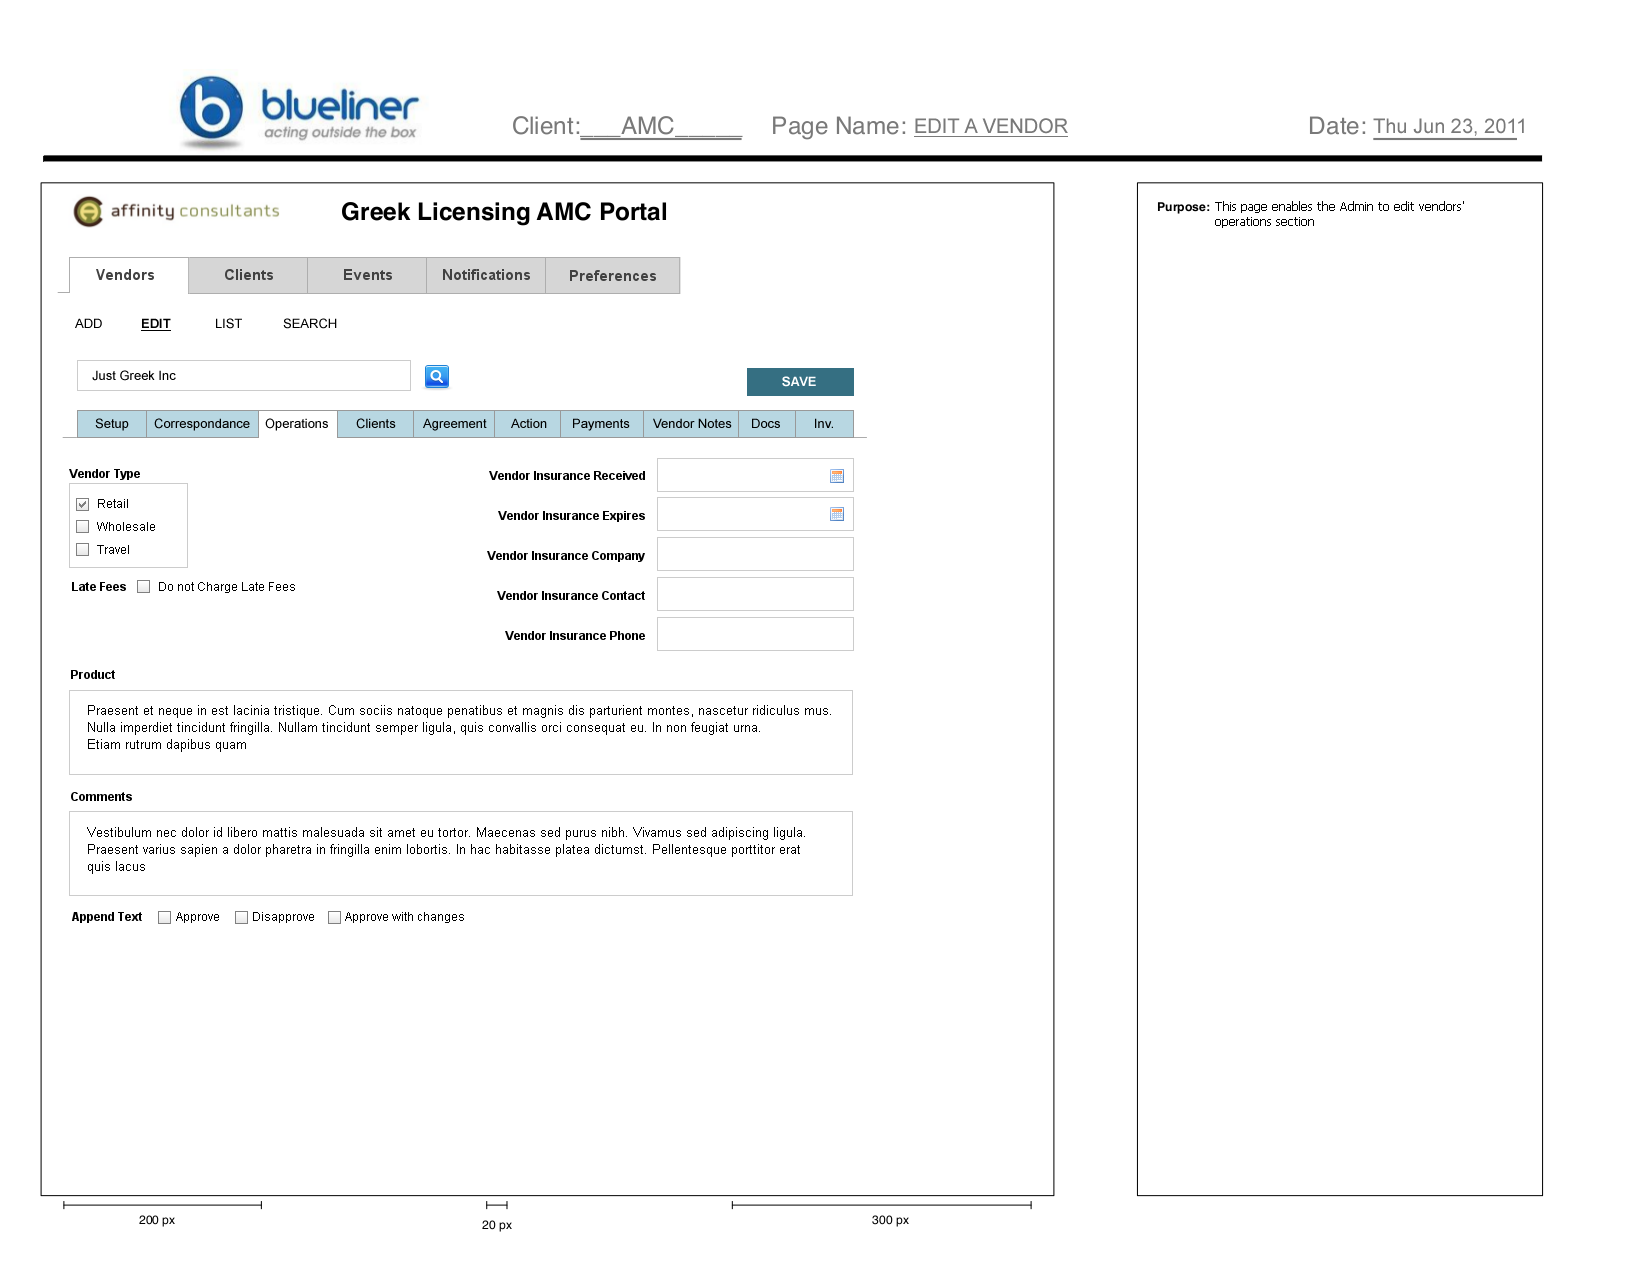 blueliner
acting outside the box
Client:___AMC_____ Page Name: EDIT A VENDOR Date: Thu Jun 23, 2011
affinity consultants Greek Licensing AMC Portal
Vendors Clients Events Notifications Preferences
ADD EDIT LIST SEARCH
Just Greek Inc
SAVE
Setup Correspondance Operations Clients Agreement Action Payments Vendor Notes Docs Inv.
Vendor Type
Retail
Wholesale
Travel
Late Fees Do not Charge Late Fees
Vendor Insurance Received
Vendor Insurance Expires
Vendor Insurance Company
Vendor Insurance Contact
Vendor Insurance Phone
Product
Praesent et neque in est lacinia tristique. Cum sociis natoque penatibus et magnis dis parturient montes, nascetur ridiculus mus.
Nulla imperdiet tincidunt fringilla. Nullam tincidunt semper ligula, quis convallis orci consequat eu. In non feugiat urna.
Etiam rutrum dapibus quam
Comments
Vestibulum nec dolor id libero mattis malesuada sit amet eu tortor. Maecenas sed purus nibh. Vivamus sed adipiscing ligula.
Praesent varius sapien a dolor pharetra in fringilla enim lobortis. In hac habitasse platea dictumst. Pellentesque porttitor erat
quis lacus
Append Text Approve Disapprove Approve with changes
Purpose: This page enables the Admin to edit vendors'
operations section
200 px
20 px
300 px